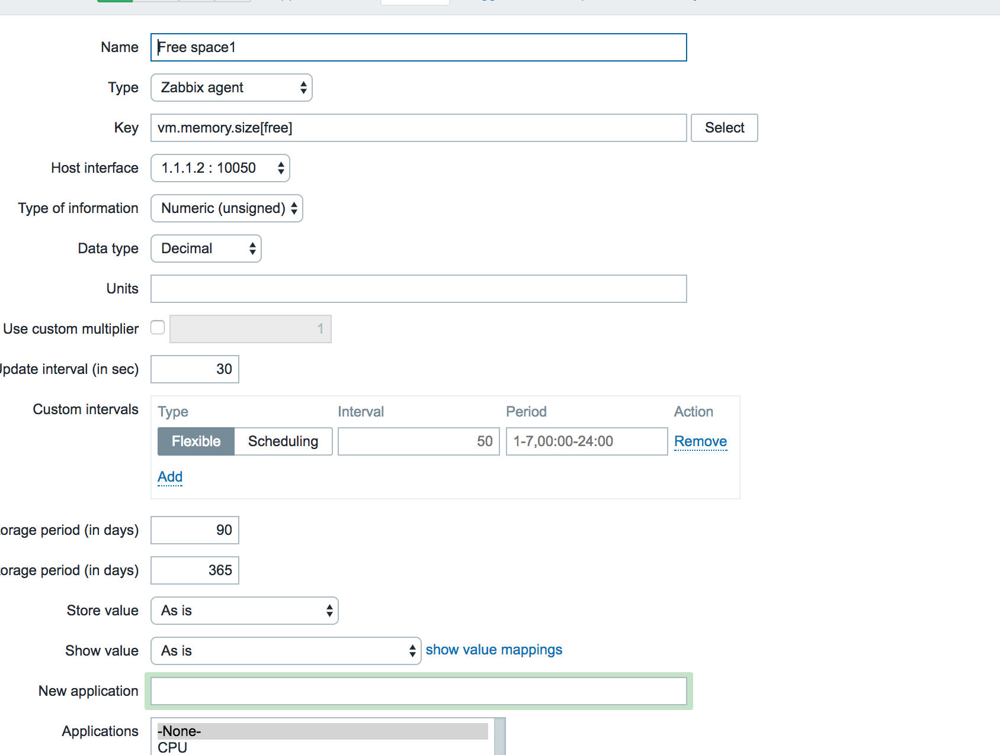 Name Free space1
Type Zabbix agent
Key vm.memory.size[free] Select
Host interface 1.1.1.2 : 10050
Type of information Numeric (unsigned)
Data type Decimal
Units
Use custom multiplier 1
Update interval (in sec) 30
Custom intervals Type Interval Period Action
Flexible Scheduling 50 1-7,00:00-24:00 Remove
Add
orage period (in days) 90
orage period (in days) 365
Store value As is
Show value As is show value mappings
New application
Applications -None-
CPU